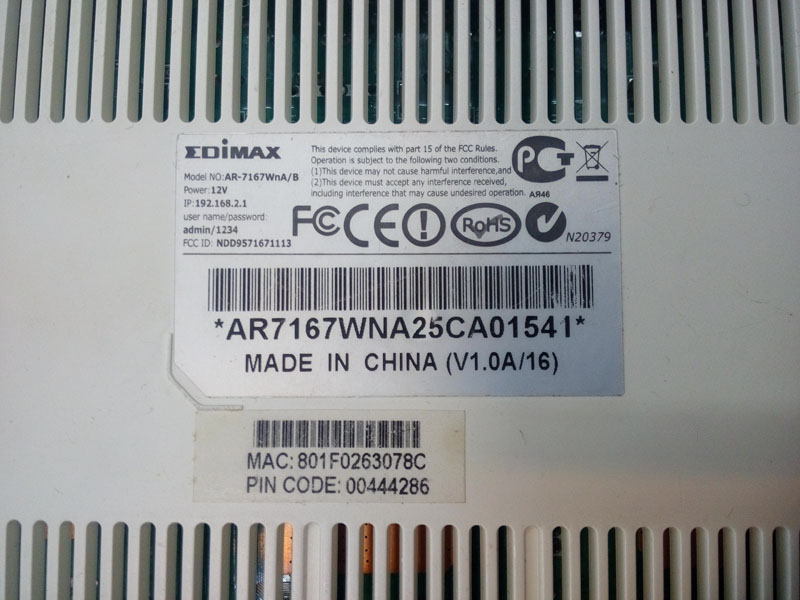 EDIMAX
Model NO: AR-7167WnA/B
Power: 12V
IP: 192.168.2.1
user name/password:
admin/1234
FCC ID: NDD9571671113
This device complies with part 15 of the FCC Rules.
Operation is subject to the following two conditions.
(1)This device may not cause harmful interference,and
(2)This device must accept any interference received,
including interference that may cause undesired operation.
АЯ46
FC CE
RoHS
N20379
*AR7167WNA25CA01541*
MADE IN CHINA (V1.0A/16)
MAC: 801F0263078C
PIN CODE: 00444286